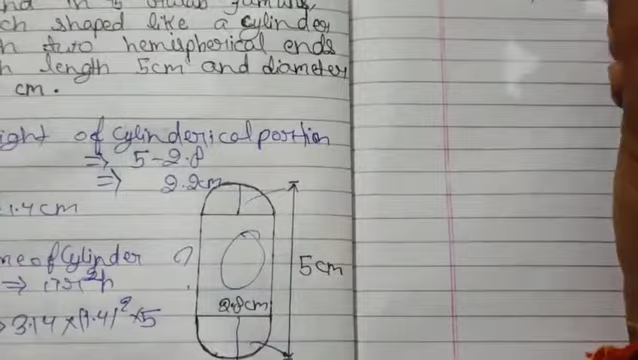 ch shaped like a cylinder
two hemispherical ends
length 5cm and diameter
cm.
ight of cylinderical portion
⇒ 5-2.8
⇒ 2.2cm
1.4cm
me of Cylinder
⇒ πr²h
3.14 × (1.4)² × 5
2.8cm
5cm